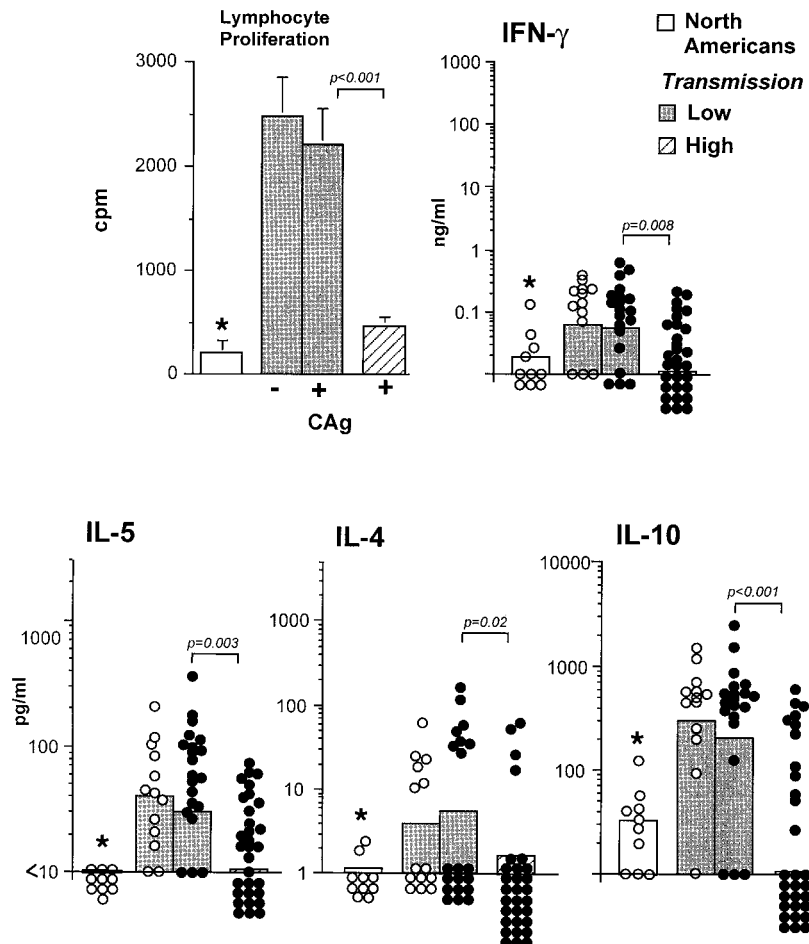 Lymphocyte
Proliferation
3000
2000
1000
0
cpm
p<0.001
*
- + +
CAg
IFN-γ
1000
100
10
1
0.1
ng/ml
p=0.008
*
North
Americans
Transmission
Low
High
IL-5
1000
100
<10
pg/ml
p=0.003
*
IL-4
1000
100
10
1
p=0.02
*
IL-10
10000
1000
100
p<0.001
*